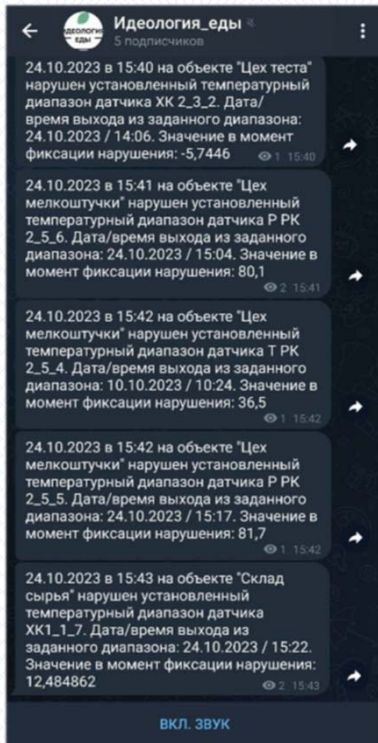 Идеология_еды
5 подписчиков
ИДЕОЛОГИЯ
ЕДЫ
24.10.2023 в 15:40 на объекте "Цех теста"
нарушен установленный температурный
диапазон датчика ХК 2_3_2. Дата/
время выхода из заданного диапазона:
24.10.2023 / 14:06. Значение в момент
фиксации нарушения: -5,7446
1 15:40
24.10.2023 в 15:41 на объекте "Цех
мелкоштучки" нарушен установленный
температурный диапазон датчика Р РК
2_5_6. Дата/время выхода из заданного
диапазона: 24.10.2023 / 15:04. Значение в
момент фиксации нарушения: 80,1
2 15:41
24.10.2023 в 15:42 на объекте "Цех
мелкоштучки" нарушен установленный
температурный диапазон датчика Т РК
2_5_4. Дата/время выхода из заданного
диапазона: 10.10.2023 / 10:24. Значение в
момент фиксации нарушения: 36,5
1 15:42
24.10.2023 в 15:42 на объекте "Цех
мелкоштучки" нарушен установленный
температурный диапазон датчика Р РК
2_5_5. Дата/время выхода из заданного
диапазона: 24.10.2023 / 15:17. Значение в
момент фиксации нарушения: 81,7
1 15:42
24.10.2023 в 15:43 на объекте "Склад
сырья" нарушен установленный
температурный диапазон датчика
ХК1_1_7. Дата/время выхода из
заданного диапазона: 24.10.2023 / 15:22.
Значение в момент фиксации нарушения:
12,484862
2 15:43
ВКЛ. ЗВУК